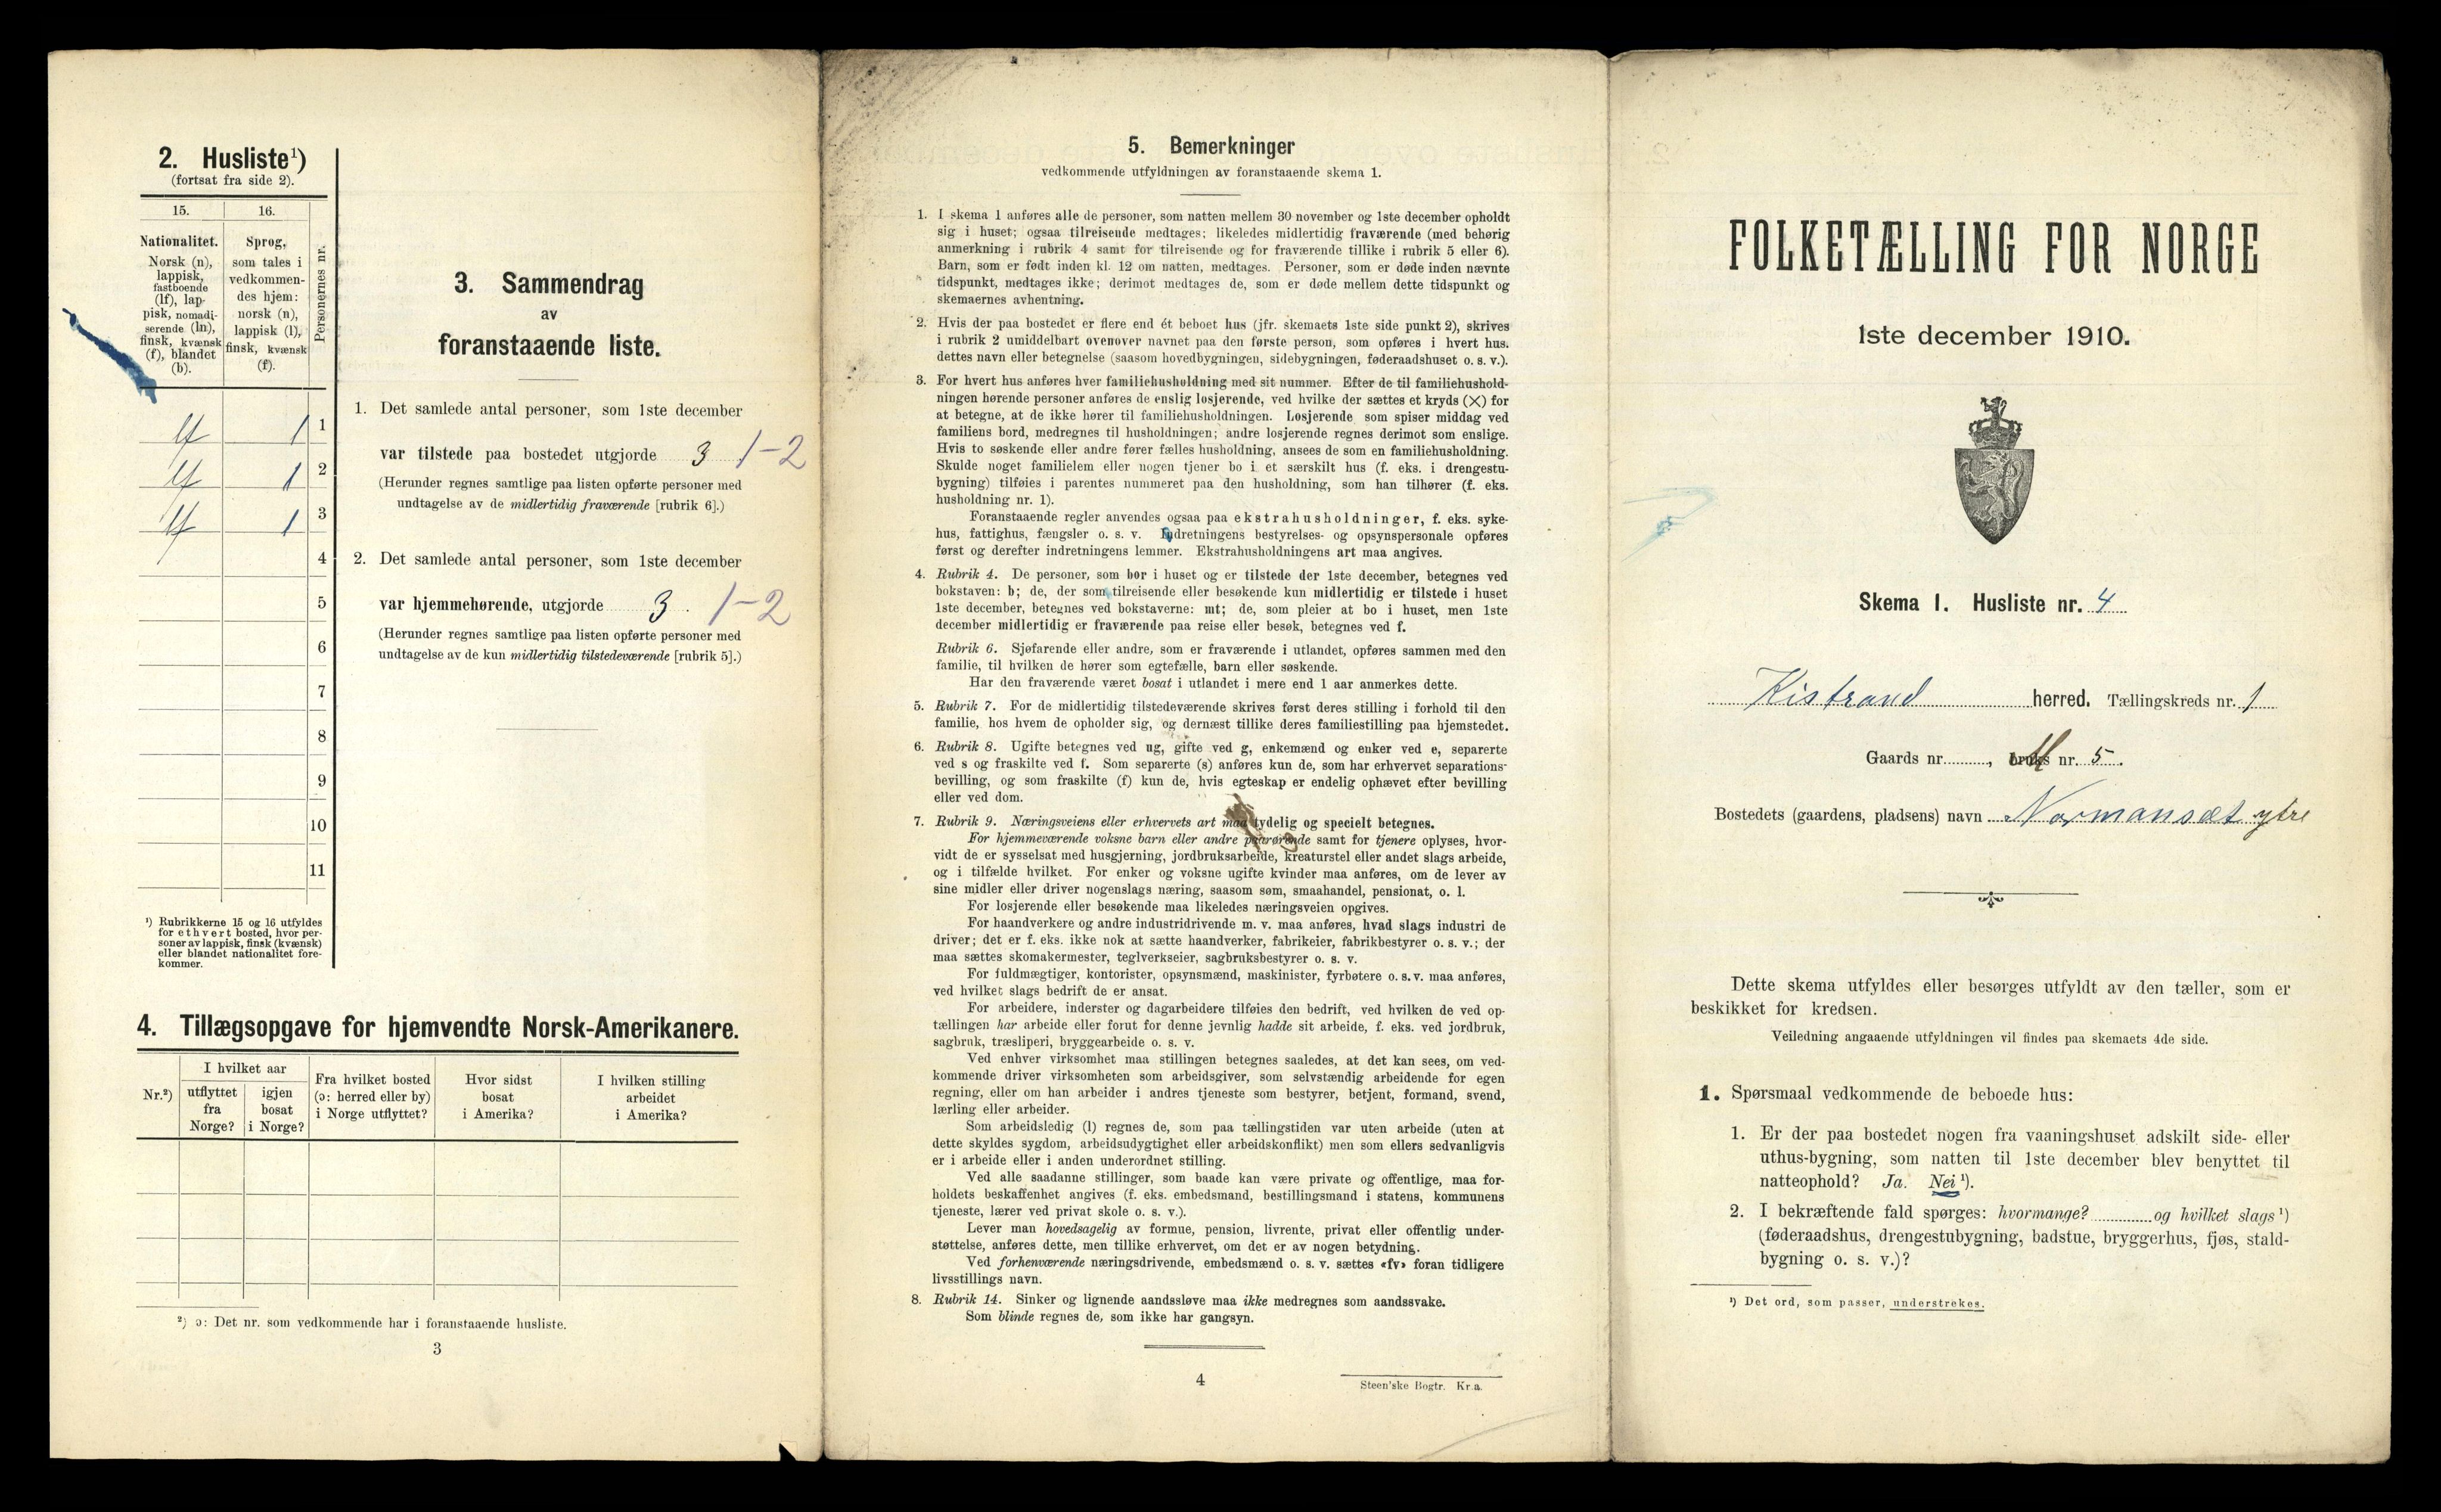 2. Husliste¹)
(fortsat fra side 2).
15.
16.
Personernes nr.
Nationalitet.
Norsk (n),
lappisk,
fastboende
(lf), lap-
pisk, nomadi-
serende (ln),
finsk, kvænsk
(f), blandet
(b).
Sprog,
som tales i
vedkommen-
des hjem:
norsk (n),
lappisk (l),
finsk, kvænsk
(f).
lf l 1
lf l 2
lf l 3
4
5
6
7
8
9
10
11
¹) Rubrikkerne 15 og 16 utfyldes
for ethvert bosted, hvor per-
soner av lappisk, finsk (kvænsk)
eller blandet nationalitet fore-
kommer.
3. Sammendrag
av
foranstaaende liste.
1. Det samlede antal personer, som 1ste december
var tilstede paa bostedet utgjorde 3 1-2
(Herunder regnes samtlige paa listen opførte personer med
undtagelse av de midlertidig fraværende [rubrik 6].)
2. Det samlede antal personer, som 1ste december
var hjemmehørende, utgjorde 3. 1-2
(Herunder regnes samtlige paa listen opførte personer med
undtagelse av de kun midlertidig tilstedeværende [rubrik 5].)
4. Tillægsopgave for hjemvendte Norsk-Amerikanere.
Nr.²)
I hvilket aar
utflyttet
fra
Norge?
igjen
bosat
i Norge?
Fra hvilket bosted
(ɔ: herred eller by)
i Norge utflyttet?
Hvor sidst
bosat
i Amerika?
I hvilken stilling
arbeidet
i Amerika?
²) ɔ: Det nr. som vedkommende har i foranstaaende husliste.
3
5. Bemerkninger
vedkommende utfyldningen av foranstaaende skema 1.
1. I skema 1 anføres alle de personer, som natten mellem 30 november og 1ste december opholdt
sig i huset; ogsaa tilreisende medtages; likeledes midlertidig fraværende (med behørig
anmerkning i rubrik 4 samt for tilreisende og for fraværende tillike i rubrik 5 eller 6).
Barn, som er født inden kl. 12 om natten, medtages. Personer, som er døde inden nævnte
tidspunkt, medtages ikke; derimot medtages de, som er døde mellem dette tidspunkt og
skemaernes avhentning.
2. Hvis der paa bostedet er flere end ét beboet hus (jfr. skemaets 1ste side punkt 2), skrives
i rubrik 2 umiddelbart ovenover navnet paa den første person, som opføres i hvert hus.
dettes navn eller betegnelse (saasom hovedbygningen, sidebygningen, føderaadshuset o. s. v.).
3. For hvert hus anføres hver familiehusholdning med sit nummer. Efter de til familiehushold-
ningen hørende personer anføres de enslig losjerende, ved hvilke der sættes et kryds (×) for
at betegne, at de ikke hører til familiehusholdningen. Losjerende som spiser middag ved
familiens bord, medregnes til husholdningen; andre losjerende regnes derimot som enslige.
Hvis to søskende eller andre fører fælles husholdning, ansees de som en familiehusholdning.
Skulde noget familielem eller nogen tjener bo i et særskilt hus (f. eks. i drengestu-
bygning) tilføies i parentes nummeret paa den husholdning, som han tilhører (f. eks.
husholdning nr. 1).
Foranstaaende regler anvendes ogsaa paa ekstrahusholdninger, f. eks. syke-
hus, fattighus, fængsler o. s. v. Indretningens bestyrelses- og opsynspersonale opføres
først og derefter indretningens lemmer. Ekstrahusholdningens art maa angives.
4. Rubrik 4. De personer, som bor i huset og er tilstede der 1ste december, betegnes ved
bokstaven: b; de, der som tilreisende eller besøkende kun midlertidig er tilstede i huset
1ste december, betegnes ved bokstaverne: mt; de, som pleier at bo i huset, men 1ste
december midlertidig er fraværende paa reise eller besøk, betegnes ved f.
Rubrik 6. Sjøfarende eller andre, som er fraværende i utlandet, opføres sammen med den
familie, til hvilken de hører som egtefælle, barn eller søskende.
Har den fraværende været bosat i utlandet i mere end 1 aar anmerkes dette.
5. Rubrik 7. For de midlertidig tilstedeværende skrives først deres stilling i forhold til den
familie, hos hvem de opholder sig, og dernæst tillike deres familiestilling paa hjemstedet.
6. Rubrik 8. Ugifte betegnes ved ug, gifte ved g, enkemænd og enker ved e, separerte
ved s og fraskilte ved f. Som separerte (s) anføres kun de, som har erhvervet separations-
bevilling, og som fraskilte (f) kun de, hvis egteskap er endelig ophævet efter bevilling
eller ved dom.
7. Rubrik 9. Næringsveiens eller erhvervets art maa tydelig og specielt betegnes.
For hjemmeværende voksne barn eller andre paarørende samt for tjenere oplyses, hvor-
vidt de er sysselsat med husgjerning, jordbruksarbeide, kreaturstel eller andet slags arbeide,
og i tilfælde hvilket. For enker og voksne ugifte kvinder maa anføres, om de lever av
sine midler eller driver nogenslags næring, saasom søm, smaahandel, pensionat, o. l.
For losjerende eller besøkende maa likeledes næringsveien opgives.
For haandverkere og andre industridrivende m. v. maa anføres, hvad slags industri de
driver; det er f. eks. ikke nok at sætte haandverker, fabrikeier, fabrikbestyrer o. s. v.; der
maa sættes skomakermester, teglverkseier, sagbruksbestyrer o. s. v.
For fuldmægtiger, kontorister, opsynsmænd, maskinister, fyrbøtere o. s. v. maa anføres,
ved hvilket slags bedrift de er ansat.
For arbeidere, inderster og dagarbeidere tilføies den bedrift, ved hvilken de ved op-
tællingen har arbeide eller forut for denne jevnlig hadde sit arbeide, f. eks. ved jordbruk,
sagbruk, træsliperi, bryggearbeide o. s. v.
Ved enhver virksomhet maa stillingen betegnes saaledes, at det kan sees, om ved-
kommende driver virksomheten som arbeidsgiver, som selvstændig arbeidende for egen
regning, eller om han arbeider i andres tjeneste som bestyrer, betjent, formand, svend,
lærling eller arbeider.
Som arbeidsledig (l) regnes de, som paa tællingstiden var uten arbeide (uten at
dette skyldes sygdom, arbeidsudygtighet eller arbeidskonflikt) men som ellers sedvanligvis
er i arbeide eller i anden underordnet stilling.
Ved alle saadanne stillinger, som baade kan være private og offentlige, maa for-
holdets beskaffenhet angives (f. eks. embedsmand, bestillingsmand i statens, kommunens
tjeneste, lærer ved privat skole o. s. v.).
Lever man hovedsagelig av formue, pension, livrente, privat eller offentlig under-
støttelse, anføres dette, men tillike erhvervet, om det er av nogen betydning.
Ved forhenværende næringsdrivende, embedsmænd o. s. v. sættes «fv» foran tidligere
livsstillings navn.
8. Rubrik 14. Sinker og lignende aandssløve maa ikke medregnes som aandssvake.
Som blinde regnes de, som ikke har gangsyn.
4
Steen'ske Bogtr. Kr.a.
FOLKETÆLLING FOR NORGE
1ste december 1910.
Skema 1. Husliste nr. 4
Kistrand herred. Tællingskreds nr. 1
Gaards nr. , bruks nr. 5.
Bostedets (gaardens, pladsens) navn Normansæt ytre
Dette skema utfyldes eller besørges utfyldt av den tæller, som er
beskikket for kredsen.
Veiledning angaaende utfyldningen vil findes paa skemaets 4de side.
1. Spørsmaal vedkommende de beboede hus:
1. Er der paa bostedet nogen fra vaaningshuset adskilt side- eller
uthus-bygning, som natten til 1ste december blev benyttet til
natteophold? Ja. Nei ¹).
2. I bekræftende fald spørges: hvormange? og hvilket slags ¹)
(føderaadshus, drengestubygning, badstue, bryggerhus, fjøs, stald-
bygning o. s. v.)?
¹) Det ord, som passer, understrekes.